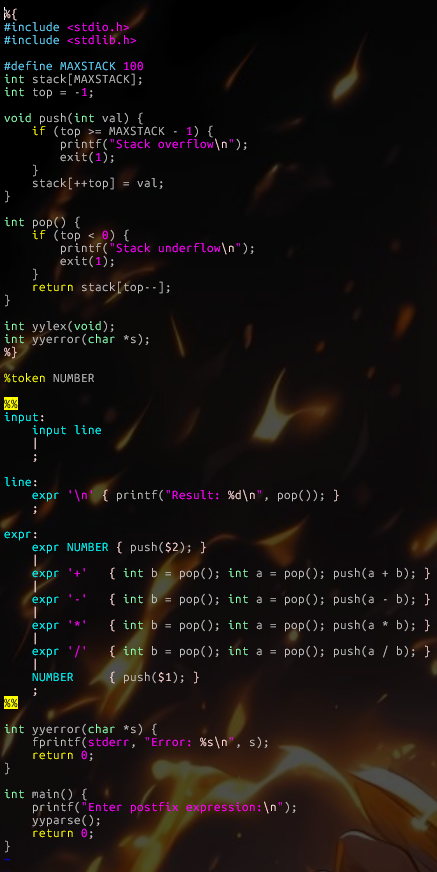 %{
#include <stdio.h>
#include <stdlib.h>

#define MAXSTACK 100
int stack[MAXSTACK];
int top = -1;

void push(int val) {
    if (top >= MAXSTACK - 1) {
        printf("Stack overflow\n");
        exit(1);
    }
    stack[++top] = val;
}

int pop() {
    if (top < 0) {
        printf("Stack underflow\n");
        exit(1);
    }
    return stack[top--];
}

int yylex(void);
int yyerror(char *s);
%}

%token NUMBER

%%
input:
    input line
    |
    ;

line:
    expr '\n' { printf("Result: %d\n", pop()); }
    ;

expr:
    expr NUMBER { push($2); }
    |
    expr '+'   { int b = pop(); int a = pop(); push(a + b); }
    |
    expr '-'   { int b = pop(); int a = pop(); push(a - b); }
    |
    expr '*'   { int b = pop(); int a = pop(); push(a * b); }
    |
    expr '/'   { int b = pop(); int a = pop(); push(a / b); }
    |
    NUMBER     { push($1); }
    ;
%%

int yyerror(char *s) {
    fprintf(stderr, "Error: %s\n", s);
    return 0;
}

int main() {
    printf("Enter postfix expression:\n");
    yyparse();
    return 0;
}
~